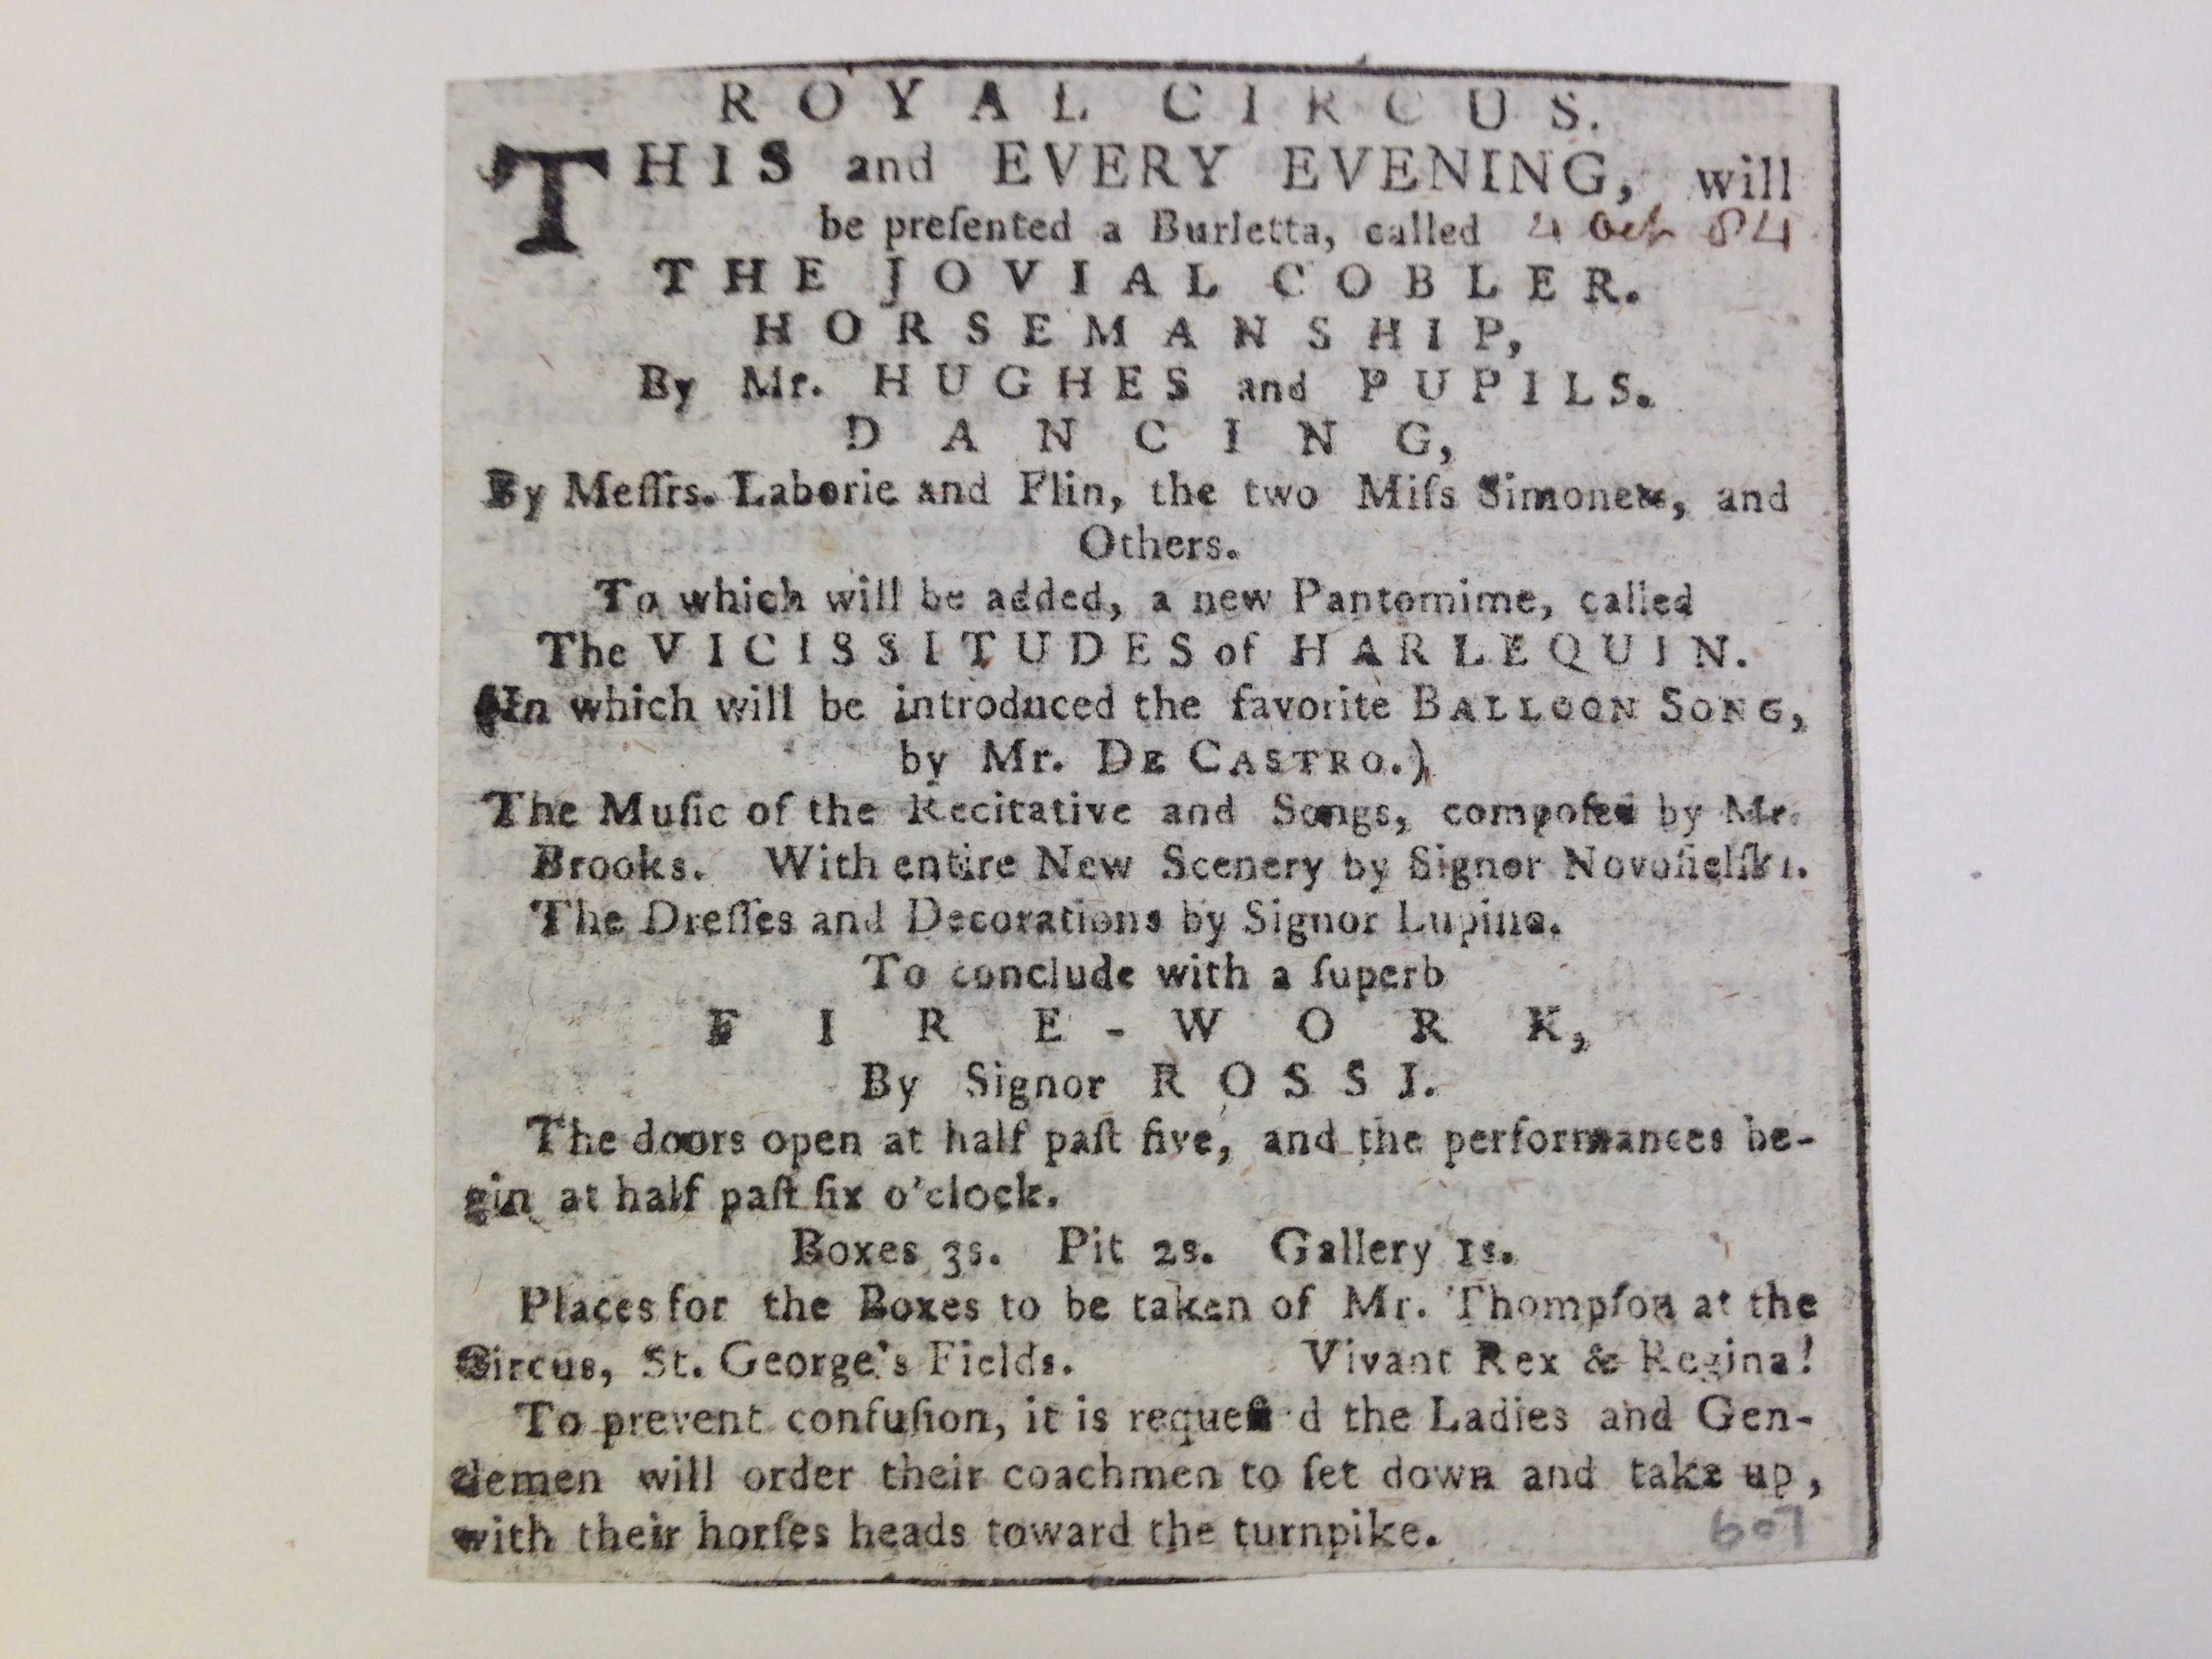 ROYAL CIRCUS.
THIS and EVERY EVENING, will
be preſented a Burletta, called 4 Oct 84
THE JOVIAL COBLER.
HORSEMANSHIP,
By Mr. HUGHES and PUPILS.
DANCING,
By Meſſrs. Laborie and Flin, the two Miſs Simonets, and
Others.
To which will be added, a new Pantomime, called
The VICISSITUDES of HARLEQUIN.
(In which will be introduced the favorite BALLOON SONG,
by Mr. DE CASTRO.)
The Muſic of the Recitative and Songs, compoſed by Mr.
Brooks. With entire New Scenery by Signor Novoſielſki.
The Dreſſes and Decorations by Signor Lupino.
To conclude with a ſuperb
FIRE-WORK,
By Signor ROSSI.
The doors open at half paſt five, and the performances be-
gin at half paſt ſix o'clock.
Boxes 3s. Pit 2s. Gallery 1s.
Places for the Boxes to be taken of Mr. Thompſon at the
Circus, St. George's Fields. Vivant Rex & Regina!
To prevent confuſion, it is requeſt d the Ladies and Gen-
tlemen will order their coachmen to ſet down and take up,
with their horſes heads toward the turnpike. 607